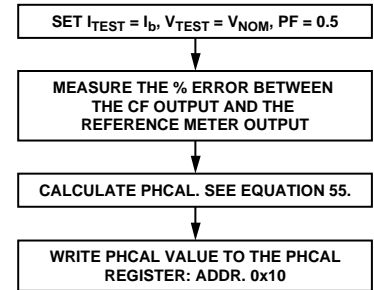 SET I_TEST = I_b, V_TEST = V_NOM, PF = 0.5
MEASURE THE % ERROR BETWEEN
THE CF OUTPUT AND THE
REFERENCE METER OUTPUT
CALCULATE PHCAL. SEE EQUATION 55.
WRITE PHCAL VALUE TO THE PHCAL
REGISTER: ADDR. 0x10